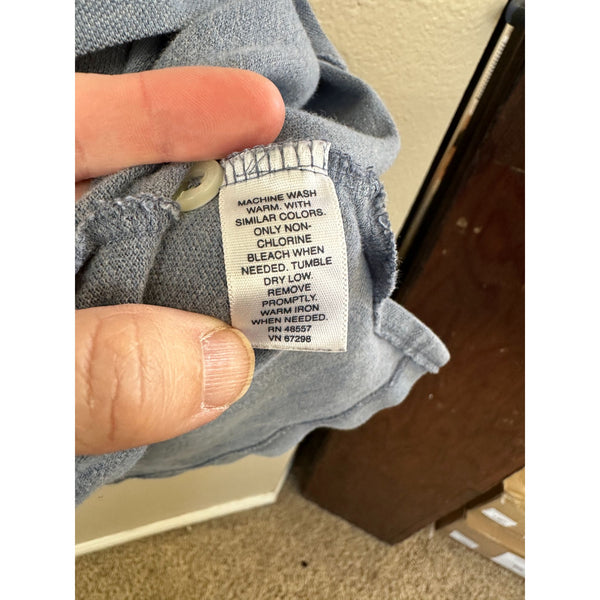 MACHINE WASH
WARM. WITH
SIMILAR COLORS.
ONLY NON-
CHLORINE
BLEACH WHEN
NEEDED. TUMBLE
DRY LOW.
REMOVE
PROMPTLY.
WARM IRON
WHEN NEEDED.
RN 48557
VN 67298